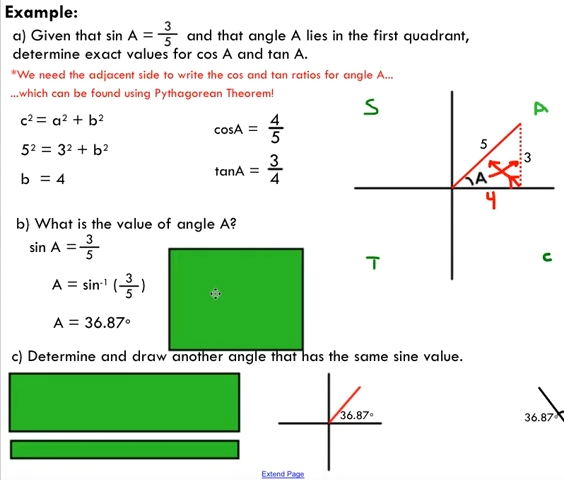 Example:
a) Given that sin A = 3/5 and that angle A lies in the first quadrant,
determine exact values for cos A and tan A.
*We need the adjacent side to write the cos and tan ratios for angle A...
...which can be found using Pythagorean Theorem!
c² = a² + b²
5² = 3² + b²
b = 4
cosA = 4/5
tanA = 3/4
S
A
5
3
A
4
T
C
b) What is the value of angle A?
sin A = 3/5
A = sin⁻¹ (3/5)
A = 36.87°
c) Determine and draw another angle that has the same sine value.
36.87°
36.87°
Extend Page